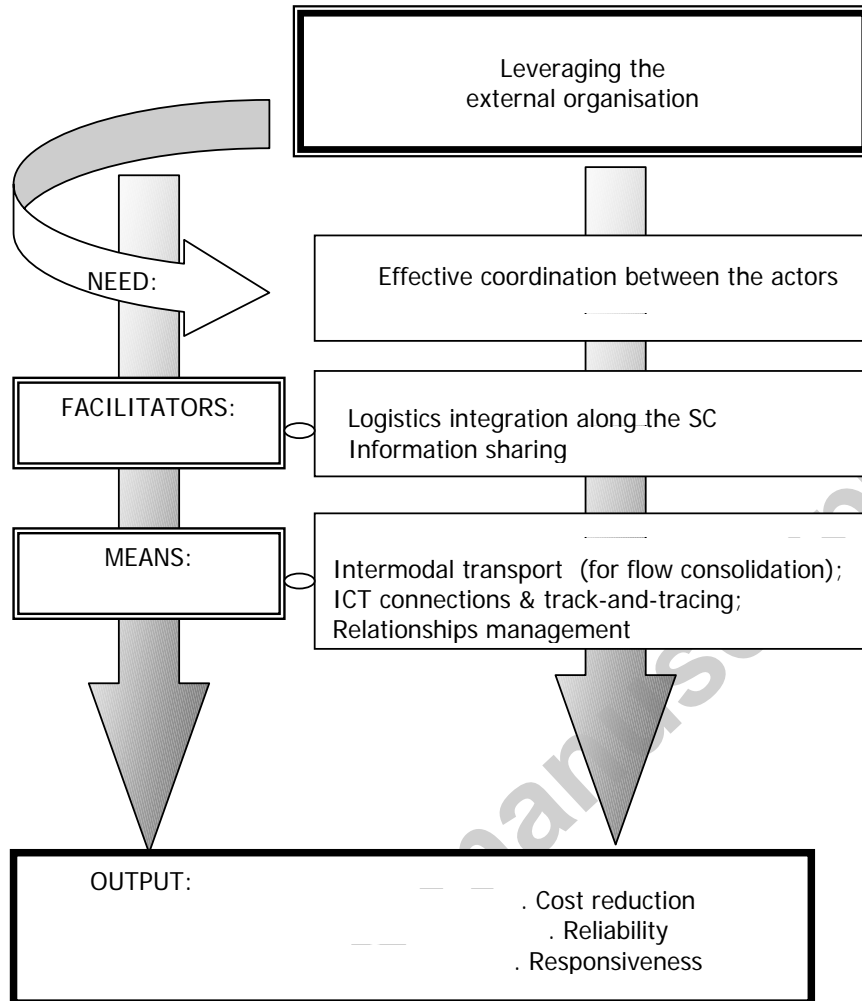 Leveraging the
external organisation
NEED:
Effective coordination between the actors
FACILITATORS:
Logistics integration along the SC
Information sharing
MEANS:
Intermodal transport (for flow consolidation);
ICT connections & track-and-tracing;
Relationships management
OUTPUT:
. Cost reduction
. Reliability
. Responsiveness